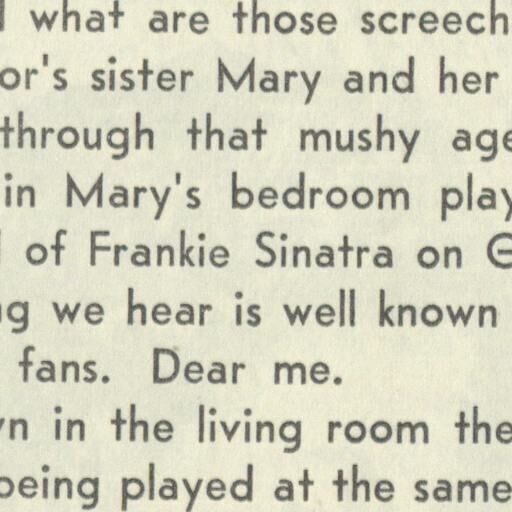 what are those screech
or's sister Mary and her
through that mushy age
in Mary's bedroom play
of Frankie Sinatra on G
ng we hear is well known
fans. Dear me.
wn in the living room the
being played at the same